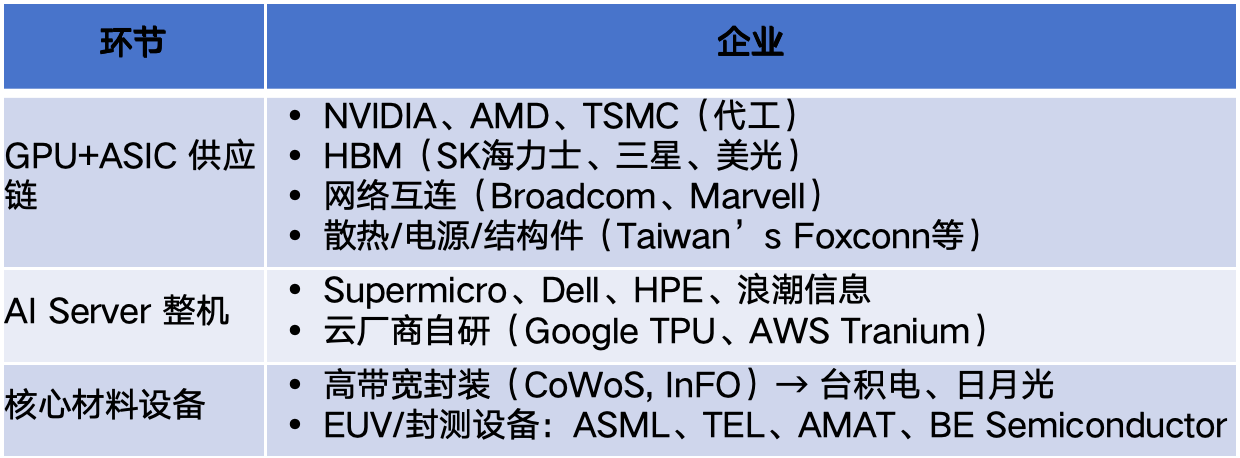 环节
企业
GPU+ASIC 供应
链
• NVIDIA、AMD、TSMC（代工）
• HBM（SK海力士、三星、美光）
• 网络互连（Broadcom、Marvell）
• 散热/电源/结构件（Taiwan’s Foxconn等）
AI Server 整机
• Supermicro、Dell、HPE、浪潮信息
• 云厂商自研（Google TPU、AWS Tranium）
核心材料设备
• 高带宽封装（CoWoS, InFO）→ 台积电、日月光
• EUV/封测设备：ASML、TEL、AMAT、BE Semiconductor